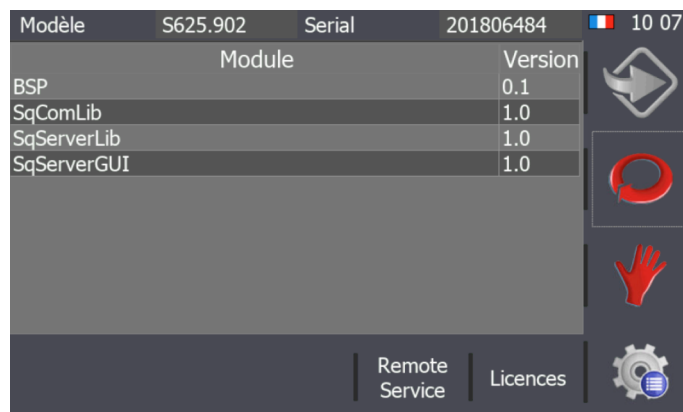 Modèle S625.902 Serial 201806484 10 07
Module Version
BSP 0.1
SqComLib 1.0
SqServerLib 1.0
SqServerGUI 1.0
Remote
Service
Licences